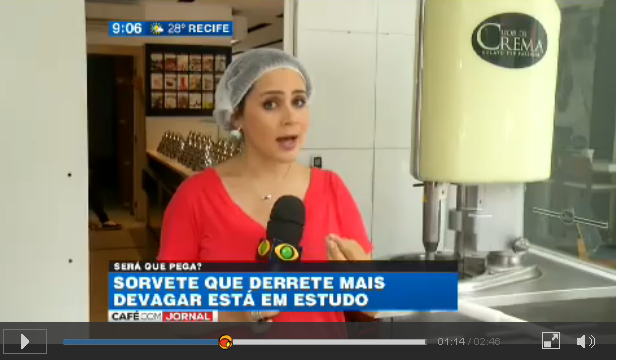 9:06 28° RECIFE
CREMA
SERÁ QUE PEGA?
SORVETE QUE DERRETE MAIS
DEVAGAR ESTÁ EM ESTUDO
CAFÉ COM JORNAL
01:14 / 02:46